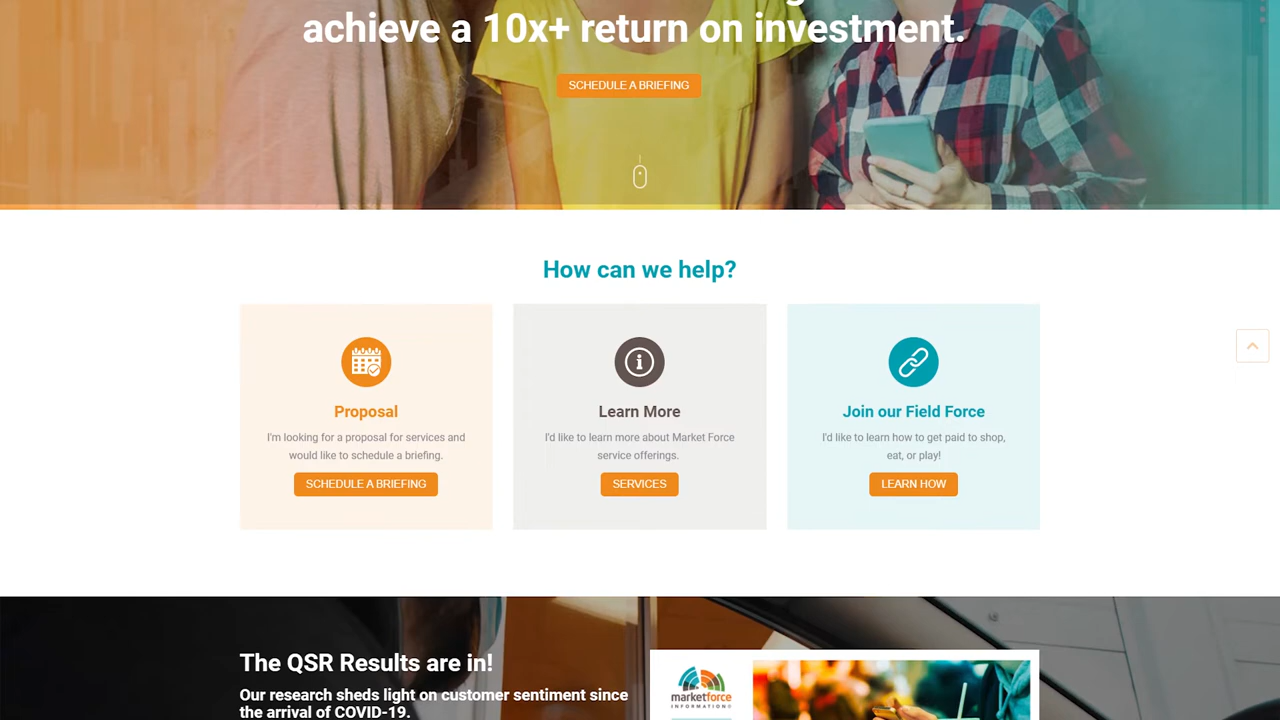 achieve a 10x+ return on investment.
SCHEDULE A BRIEFING
How can we help?
Proposal
I'm looking for a proposal for services and
would like to schedule a briefing.
SCHEDULE A BRIEFING
Learn More
I'd like to learn more about Market Force
service offerings.
SERVICES
Join our Field Force
I'd like to learn how to get paid to shop,
eat, or play!
LEARN HOW
The QSR Results are in!
Our research sheds light on customer sentiment since
the arrival of COVID-19.
marketforce
INFORMATION®